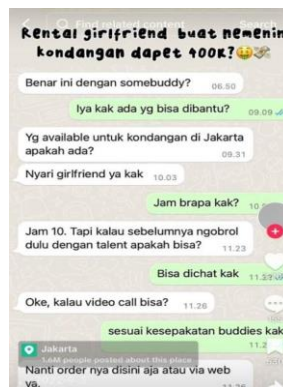 Find related content
Search
Rental girlfriend buat nemenin
kondangan dapet 400K?
Benar ini dengan somebuddy? 06.50
Iya kak ada yg bisa dibantu? 09.09
Yg available untuk kondangan di Jakarta
apakah ada? 09.31
Nyari girlfriend ya kak 10.03
Jam brapa kak?
Jam 10. Tapi kalau sebelumnya ngobrol
dulu dengan talent apakah bisa? 11.23
Bisa dichat kak
Oke, kalau video call bisa? 11.26
sesuai kesepakatan buddies kak
Jakarta
1.6M people posted about this place
Nanti order nya disini aja atau via web
ya.